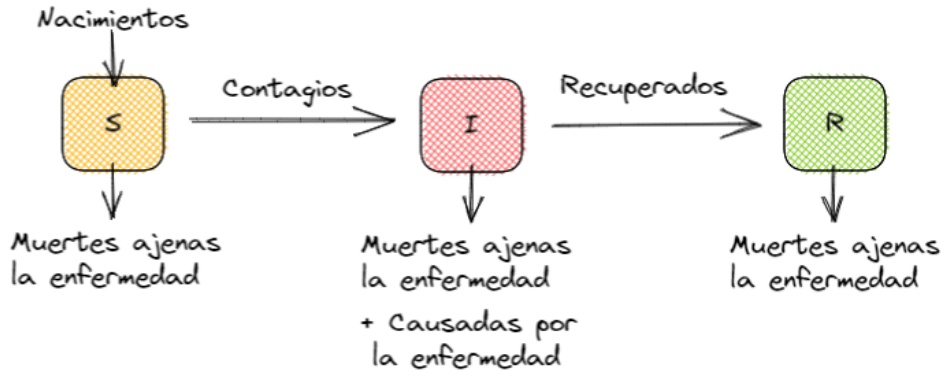 Nacimientos
S
Contagios
I
Recuperados
R
Muertes ajenas
la enfermedad
Muertes ajenas
la enfermedad
+ Causadas por
la enfermedad
Muertes ajenas
la enfermedad